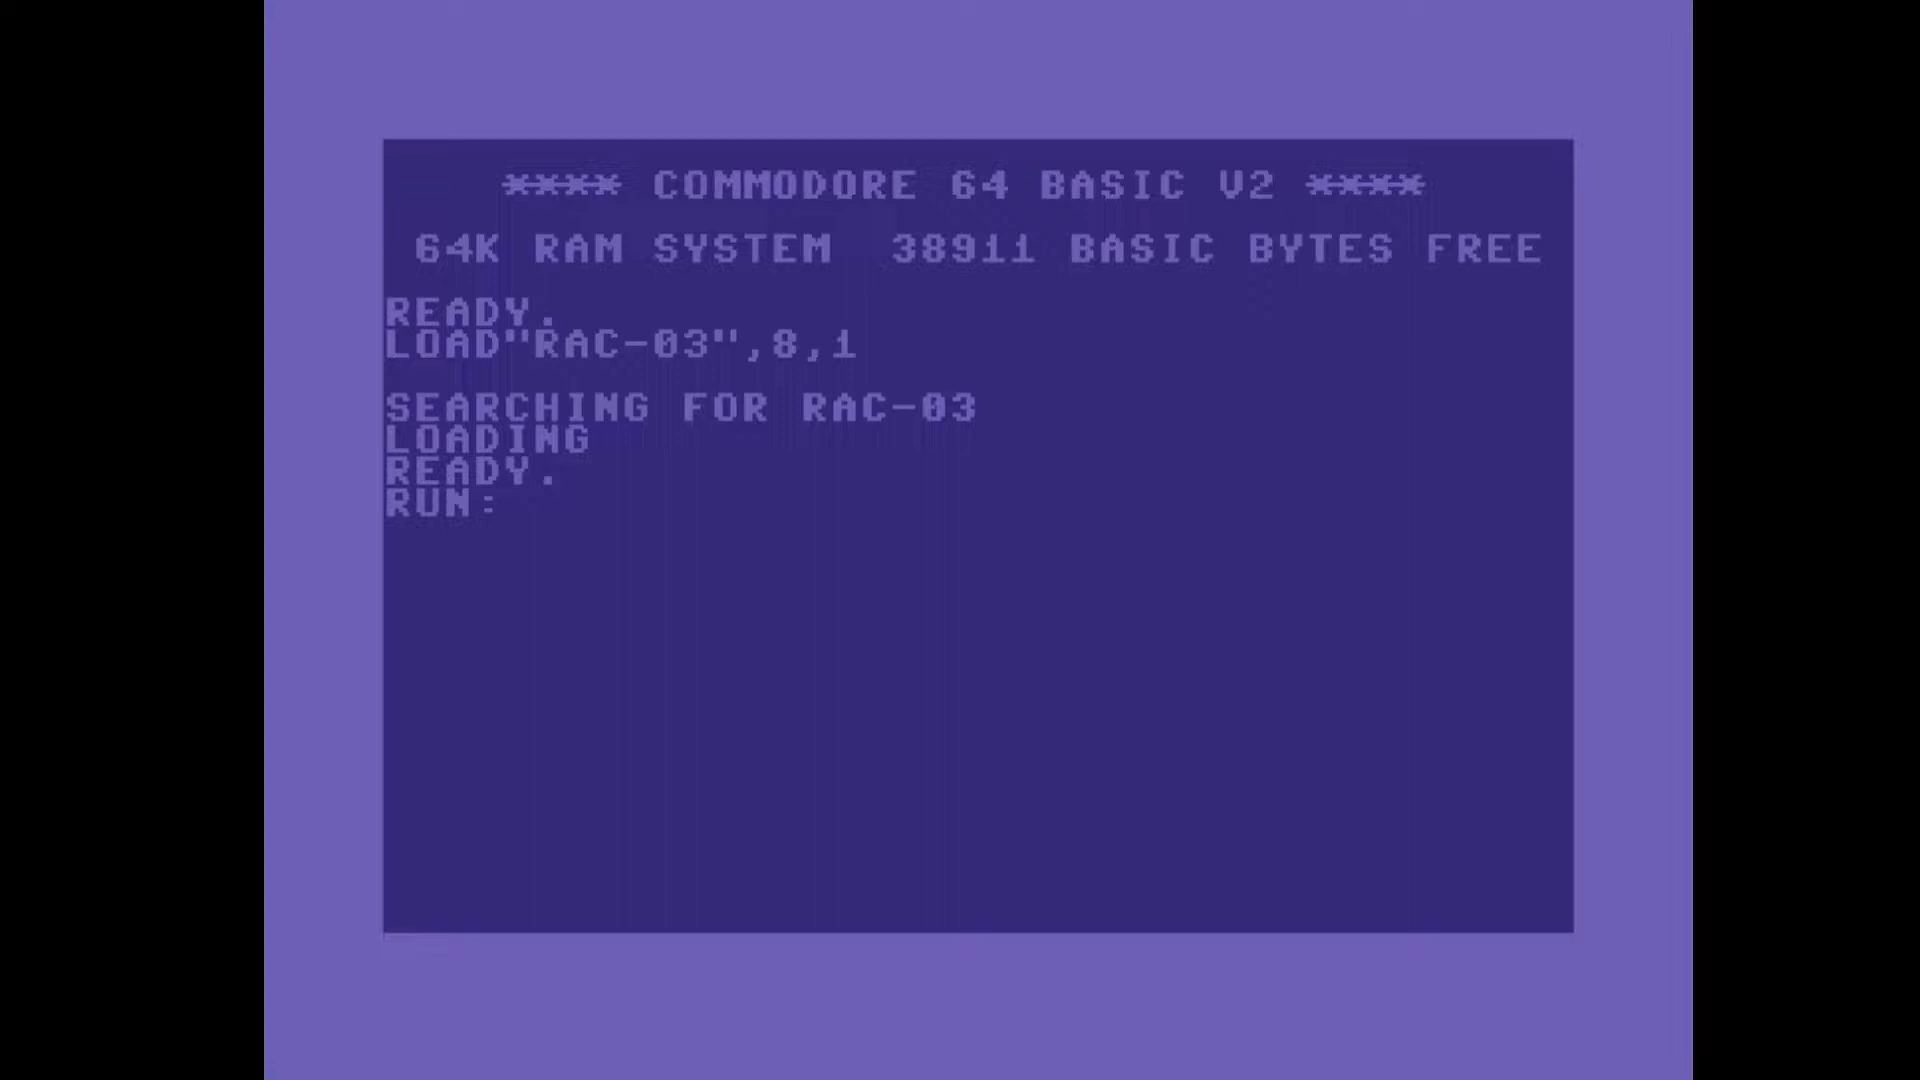 **** COMMODORE 64 BASIC V2 ****
64K RAM SYSTEM  38911 BASIC BYTES FREE
READY.
LOAD"RAC-03",8,1
SEARCHING FOR RAC-03
LOADING
READY.
RUN: